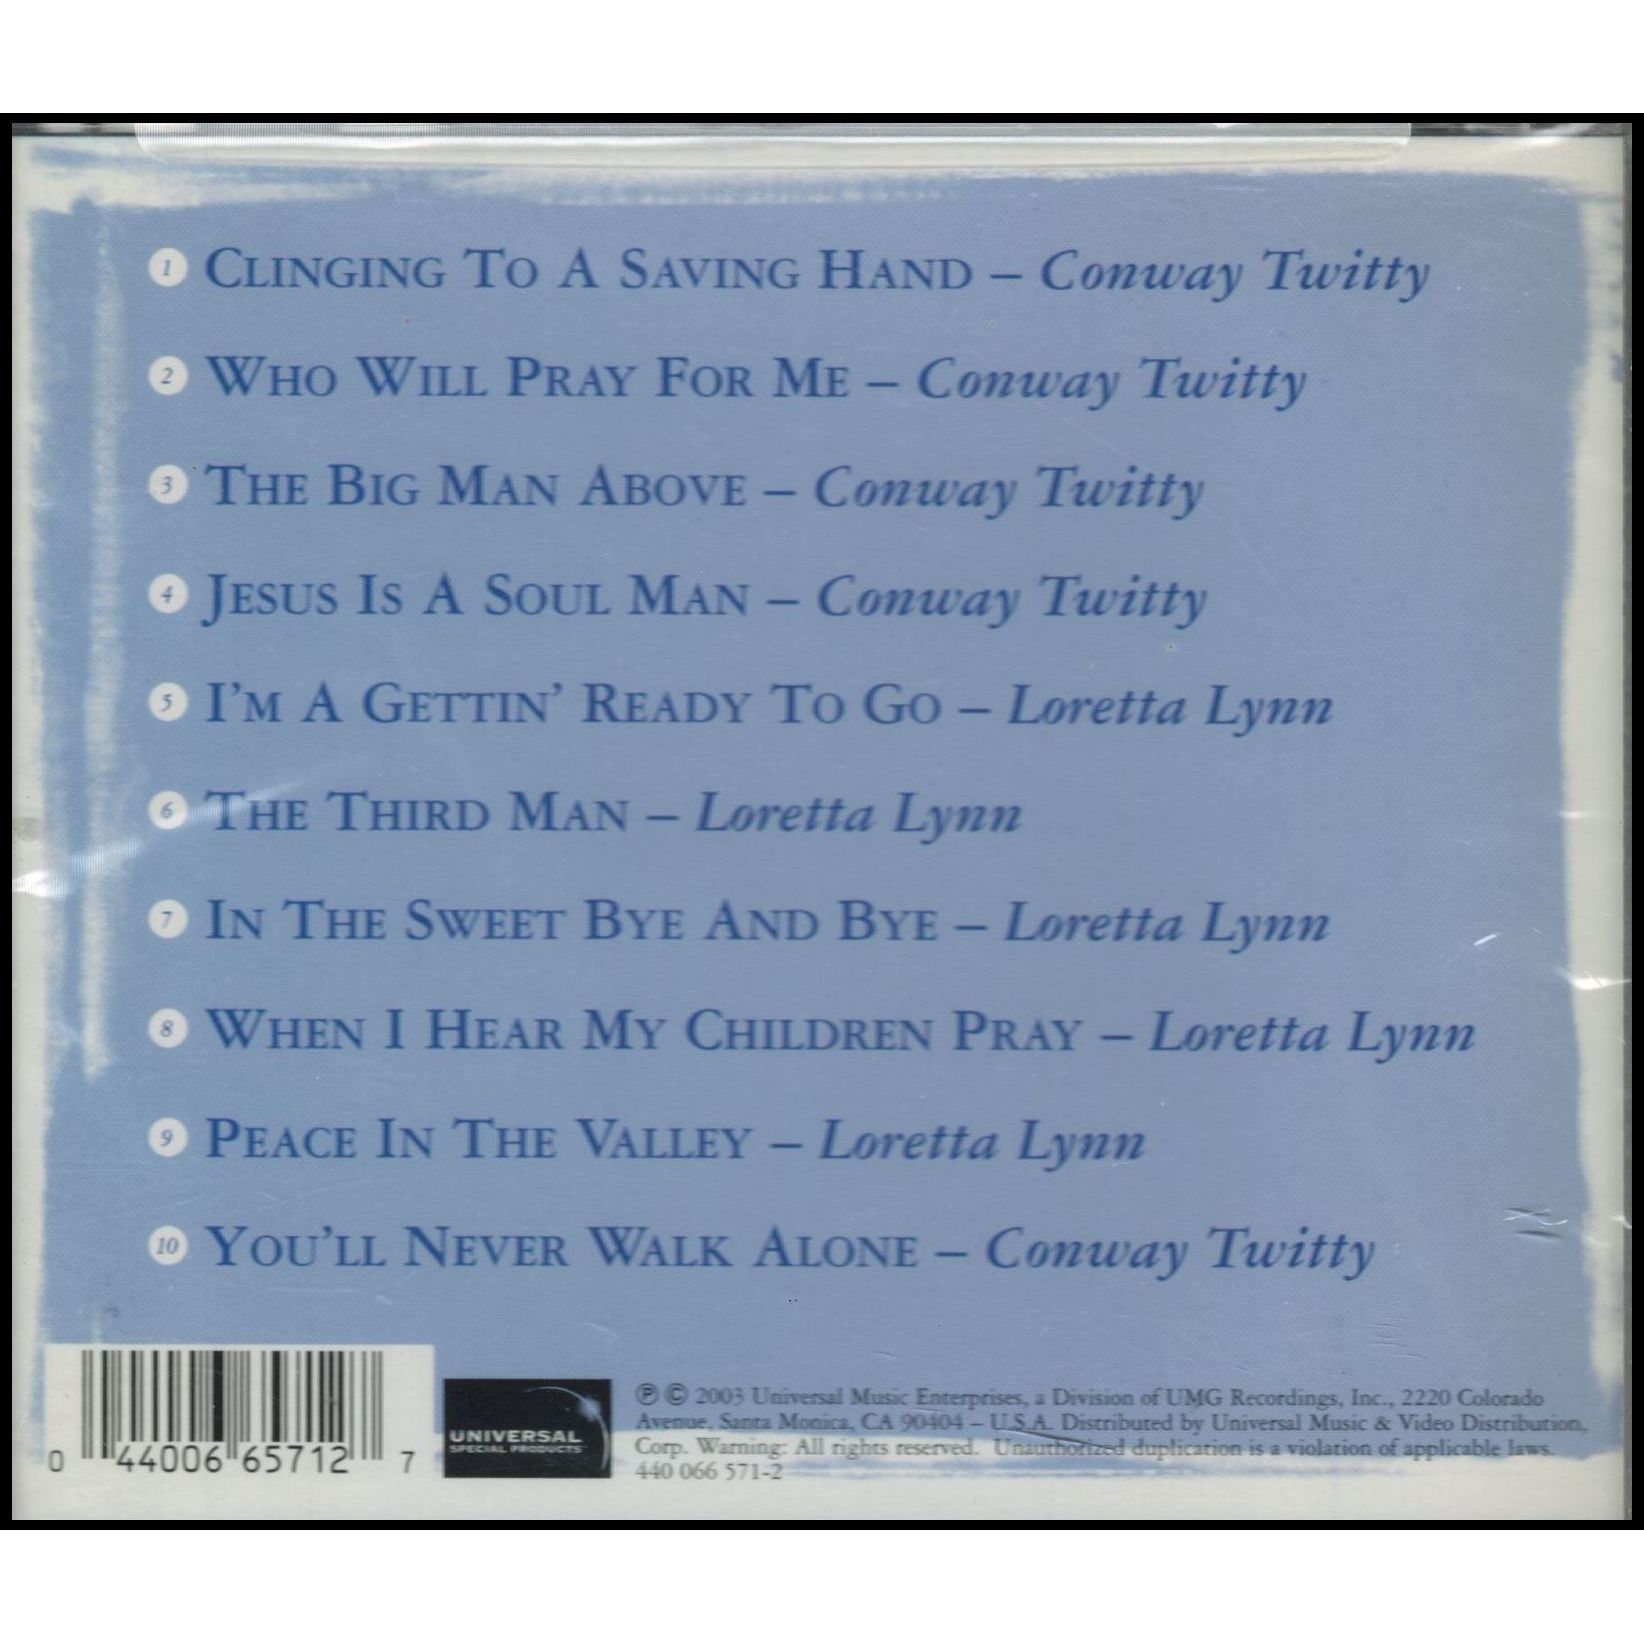 1 CLINGING TO A SAVING HAND – Conway Twitty
2 WHO WILL PRAY FOR ME – Conway Twitty
3 THE BIG MAN ABOVE – Conway Twitty
4 JESUS IS A SOUL MAN – Conway Twitty
5 I'M A GETTIN' READY TO GO – Loretta Lynn
6 THE THIRD MAN – Loretta Lynn
7 IN THE SWEET BYE AND BYE – Loretta Lynn
8 WHEN I HEAR MY CHILDREN PRAY – Loretta Lynn
9 PEACE IN THE VALLEY – Loretta Lynn
10 YOU'LL NEVER WALK ALONE – Conway Twitty
0 44006 65712 7
UNIVERSAL
SPECIAL PRODUCTS
℗ © 2003 Universal Music Enterprises, a Division of UMG Recordings, Inc., 2220 Colorado
Avenue, Santa Monica, CA 90404 – U.S.A. Distributed by Universal Music & Video Distribution,
Corp. Warning: All rights reserved. Unauthorized duplication is a violation of applicable laws.
440 066 571-2